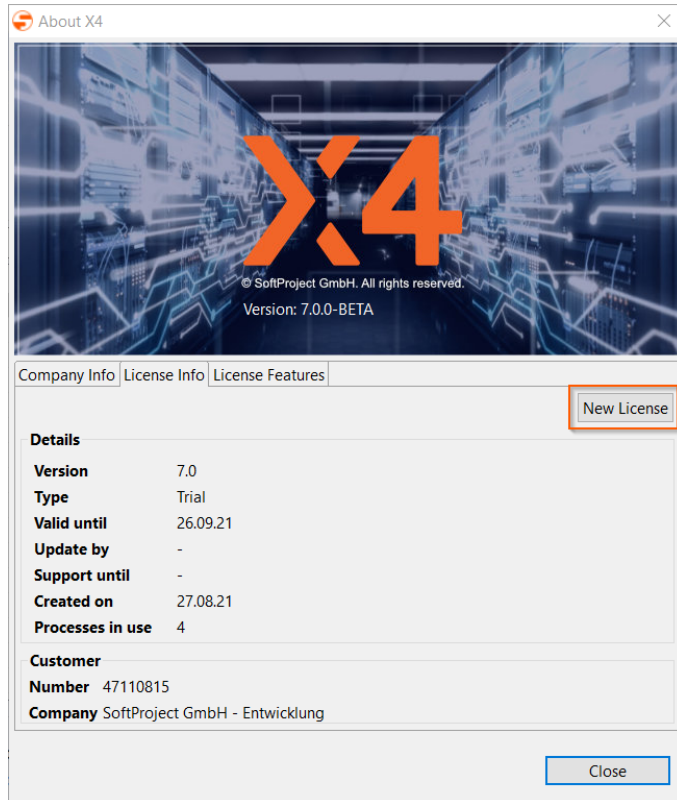 About X4
X4
© SoftProject GmbH. All rights reserved.
Version: 7.0.0-BETA
Company Info License Info License Features
New License
Details
Version 7.0
Type Trial
Valid until 26.09.21
Update by -
Support until -
Created on 27.08.21
Processes in use 4
Customer
Number 47110815
Company SoftProject GmbH - Entwicklung
Close